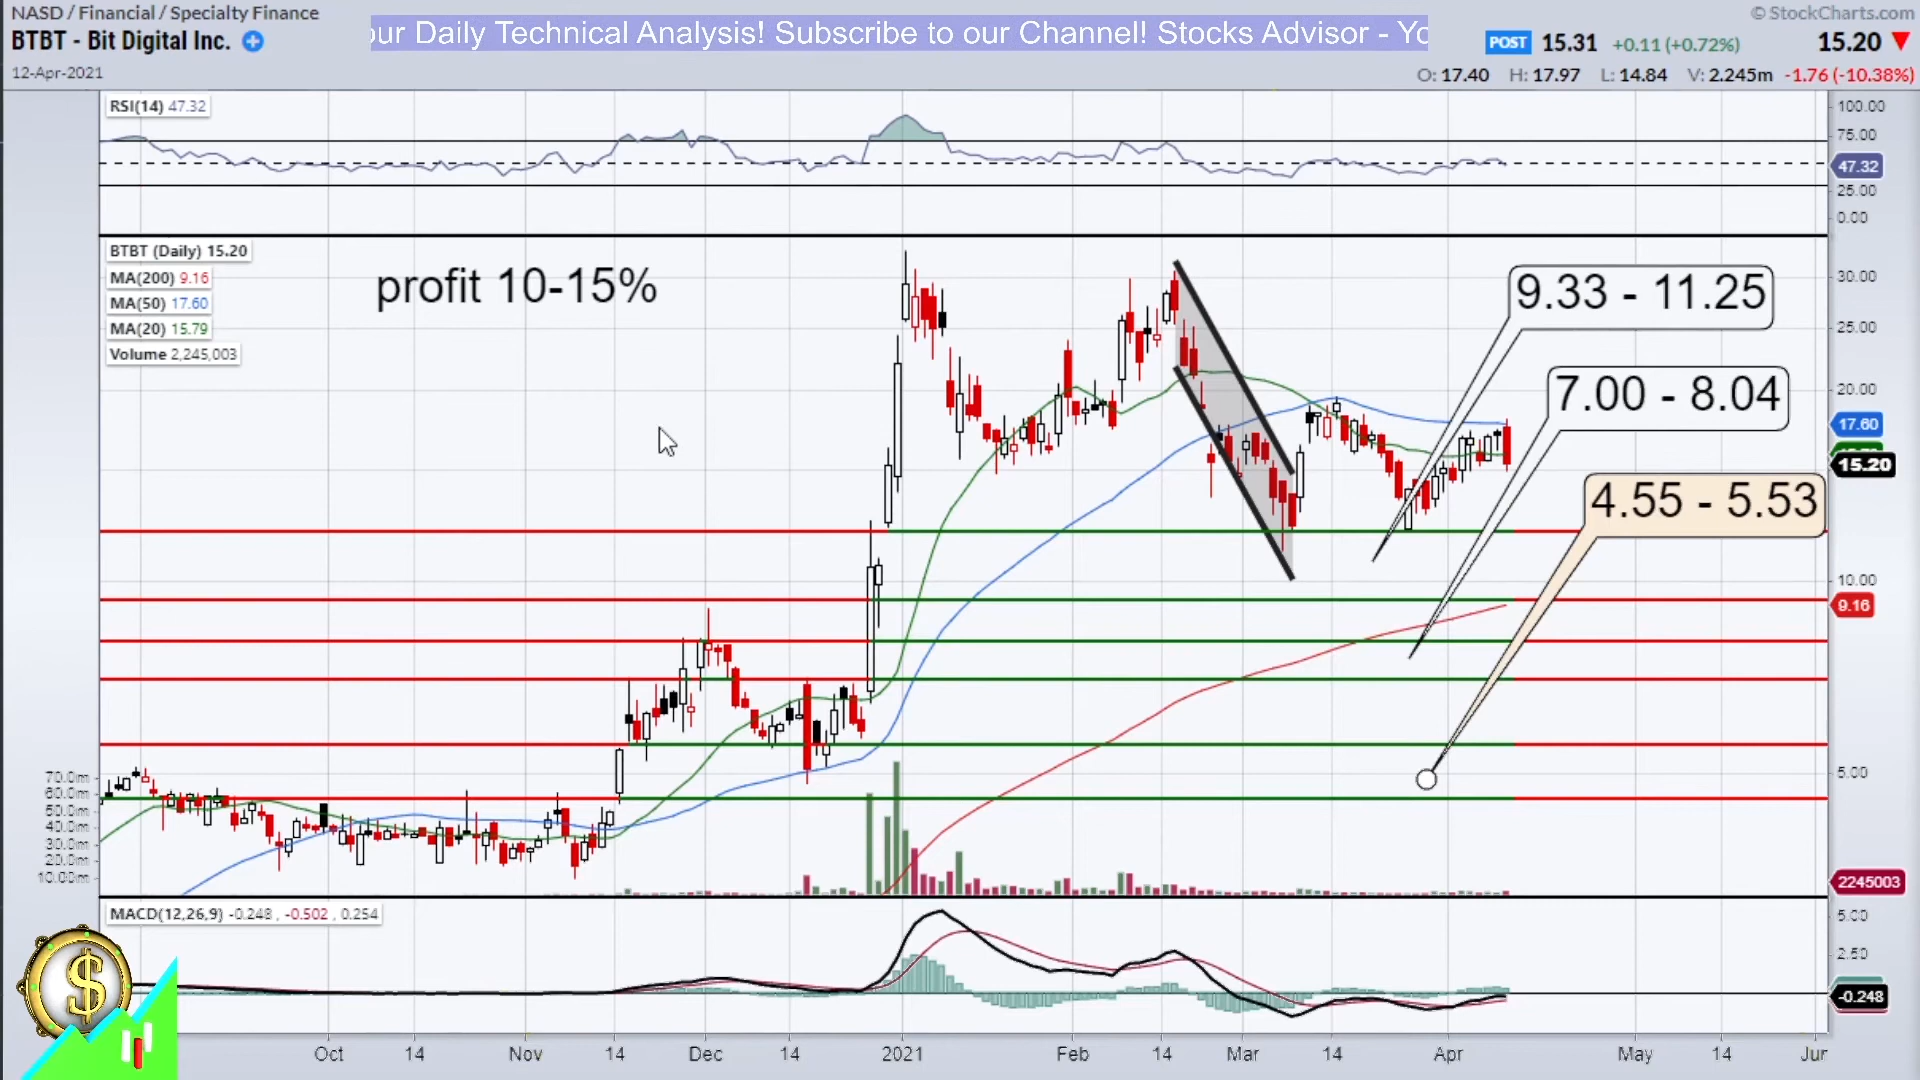 NASD / Financial / Specialty Finance
© StockCharts.com
BTBT - Bit Digital Inc.
our Daily Technical Analysis! Subscribe to our Channel! Stocks Advisor - Yo
POST 15.31 +0.11 (+0.72%) 15.20
12-Apr-2021
O: 17.40 H: 17.97 L: 14.84 V: 2.245m -1.76 (-10.38%)
RSI(14) 47.32
100.00
75.00
47.32
25.00
0.00
BTBT (Daily) 15.20
MA(200) 9.16
MA(50) 17.60
MA(20) 15.79
Volume 2,245,003
profit 10-15%
9.33 - 11.25
7.00 - 8.04
4.55 - 5.53
30.00
25.00
20.00
17.60
15.20
10.00
9.16
5.00
70.0m
60.0m
50.0m
40.0m
30.0m
20.0m
10.00m
2245003
MACD(12,26,9) -0.248 , -0.502 , 0.254
5.00
2.50
-0.248
$
Oct 14 Nov 14 Dec 14 2021 Feb 14 Mar 14 Apr May 14 Jun